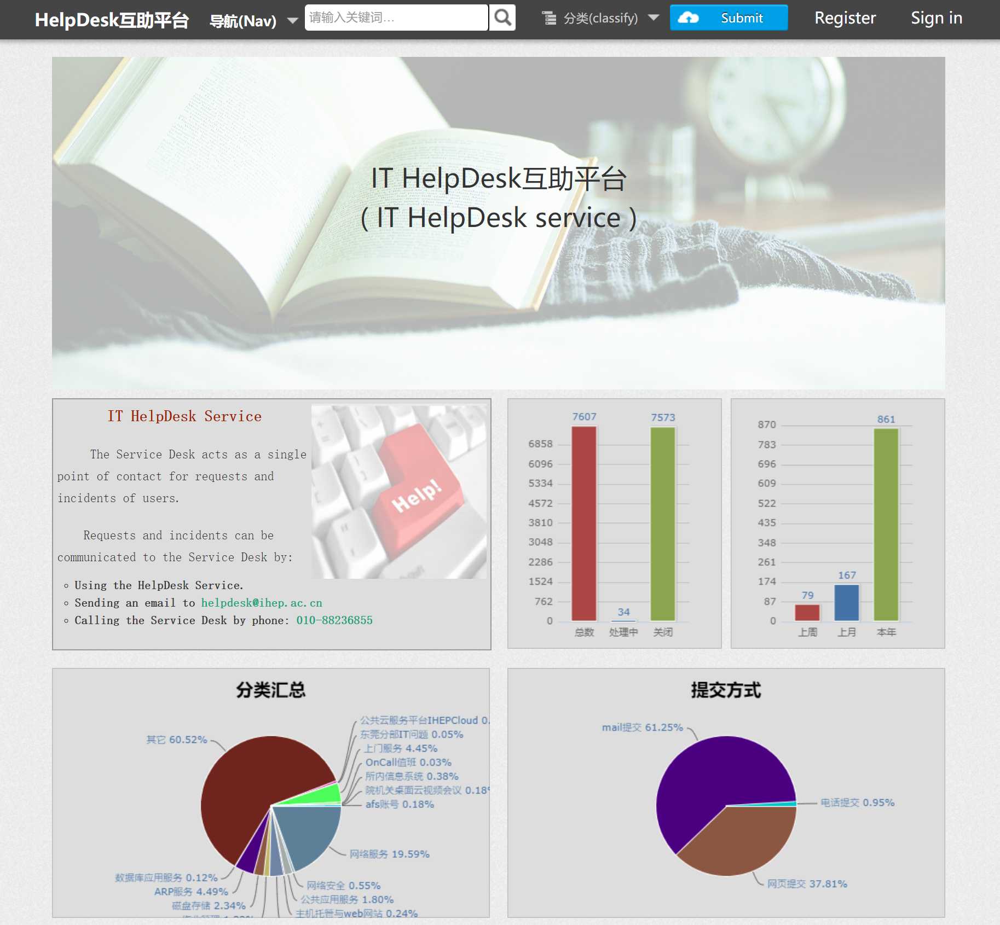 HelpDesk互助平台 导航(Nav) 请输入关键词... 分类(classify) Submit Register Sign in
IT HelpDesk互助平台
( IT HelpDesk service )
IT HelpDesk Service
The Service Desk acts as a single
point of contact for requests and
incidents of users.
Requests and incidents can be
communicated to the Service Desk by:
Using the HelpDesk Service.
Sending an email to helpdesk@ihep.ac.cn
Calling the Service Desk by phone: 010-88236855
Help!
7607 7573
6858
6096
5334
4572
3810
3048
2286
1524
762
34
0
总数 处理中 关闭
861
870
783
696
609
522
435
348
261
174
167
87
79
0
上周 上月 本年
分类汇总
公共云服务平台IHEPCloud 0.
东莞分部IT问题 0.05%
其它 60.52%
上门服务 4.45%
OnCall值班 0.03%
所内信息系统 0.38%
院机关桌面云视频会议 0.18%
afs账号 0.18%
网络服务 19.59%
数据库应用服务 0.12%
网络安全 0.55%
ARP服务 4.49%
公共应用服务 1.80%
磁盘存储 2.34%
主机托管与web网站 0.24%
提交方式
mail提交 61.25%
电话提交 0.95%
网页提交 37.81%